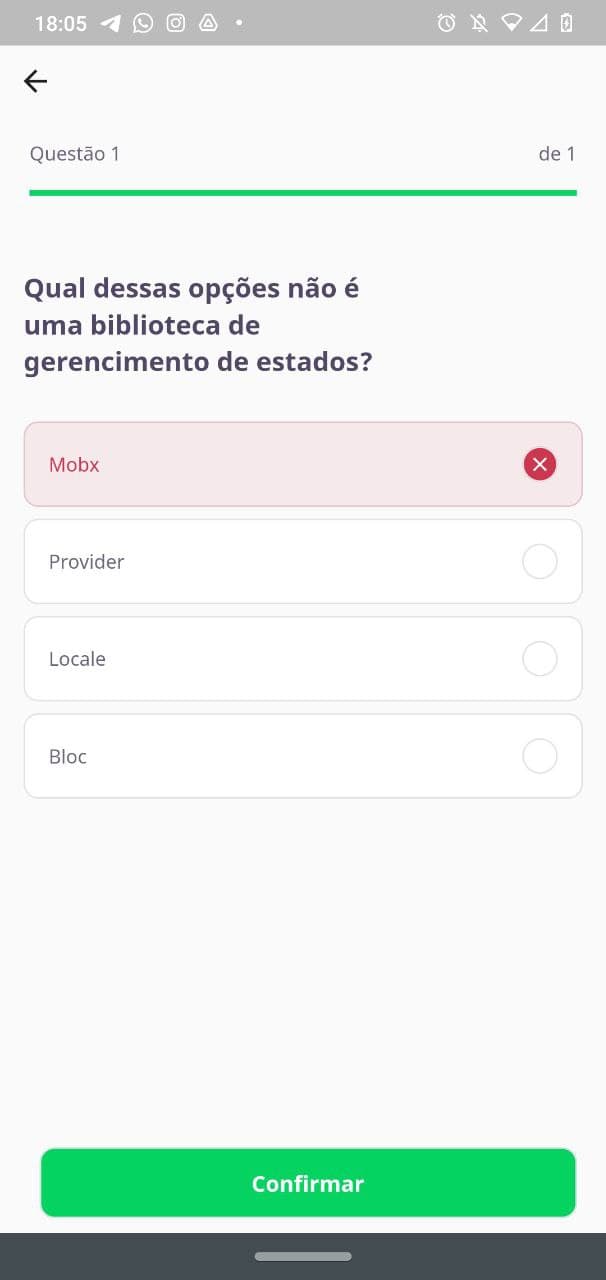 18:05
Questão 1 de 1
Qual dessas opções não é
uma biblioteca de
gerencimento de estados?
Mobx
Provider
Locale
Bloc
Confirmar